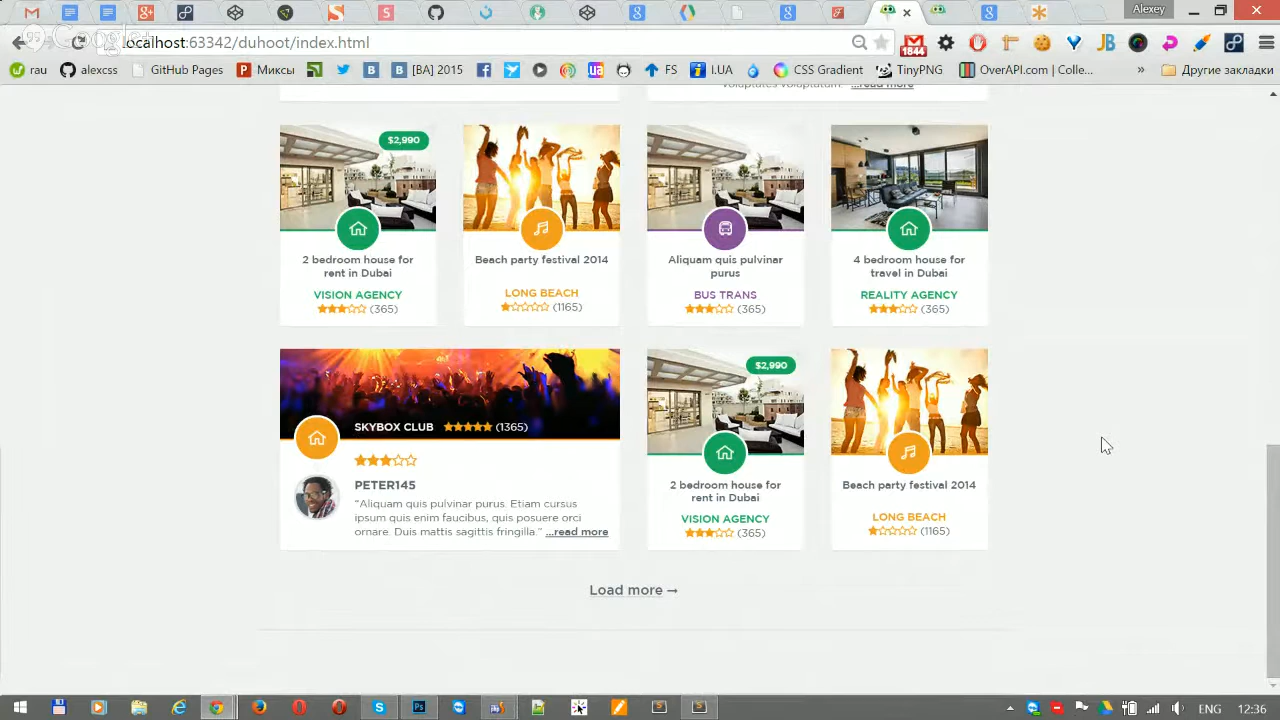 Alexey
localhost:63342/duhoot/index.html
1844
rau
alexcss
GitHub Pages
Миксы
[BA] 2015
FS
LUA
CSS Gradient
TinyPNG
OverAPI.com | Colle...
»
Другие закладки
voluptates voluptatum. ...read more
$2,990
2 bedroom house for
rent in Dubai
VISION AGENCY
(365)
Beach party festival 2014
LONG BEACH
(1165)
Aliquam quis pulvinar
purus
BUS TRANS
(365)
4 bedroom house for
travel in Dubai
REALITY AGENCY
(365)
SKYBOX CLUB (1365)
PETER145
“Aliquam quis pulvinar purus. Etiam cursus
ipsum quis enim faucibus, quis posuere orci
ornare. Duis mattis sagittis fringilla.” ...read more
$2,990
2 bedroom house for
rent in Dubai
VISION AGENCY
(365)
Beach party festival 2014
LONG BEACH
(1165)
Load more →
ENG
12:36